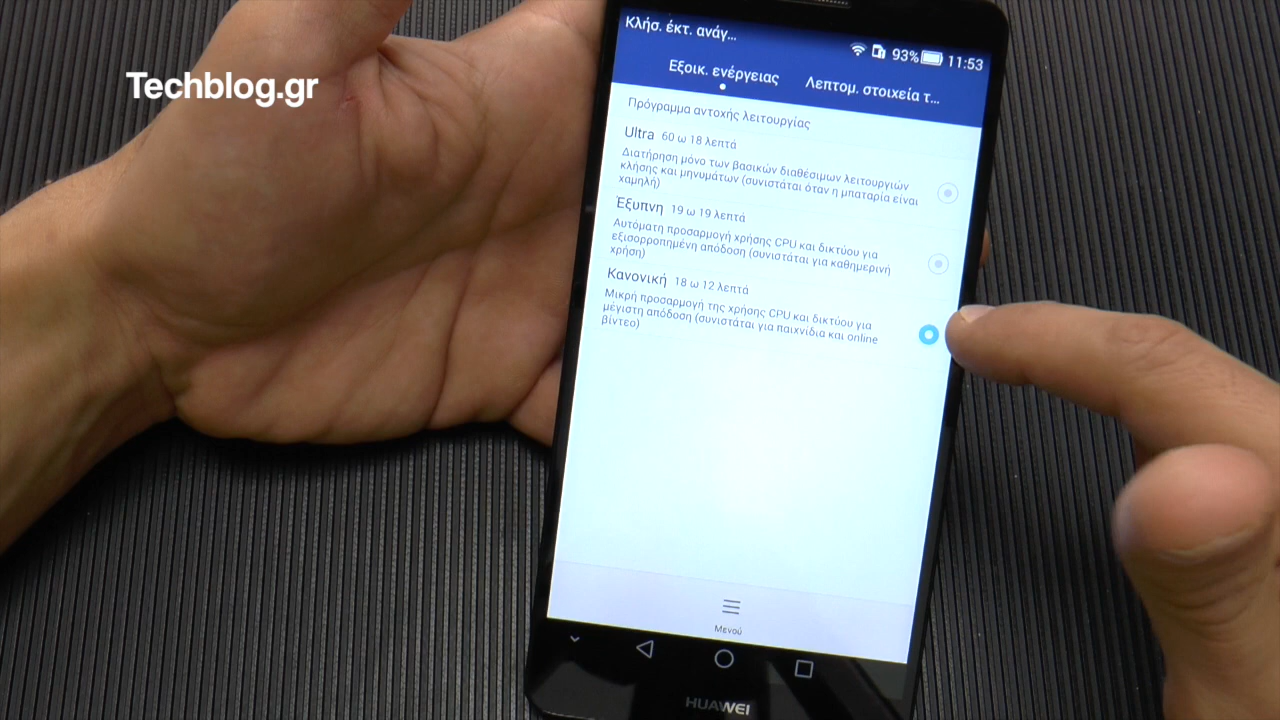 Techblog.gr
Κλήσ. έκτ. ανάγ...
93% 11:53
Εξοικ. ενέργειας
Λεπτομ. στοιχεία τ...
Πρόγραμμα αντοχής λειτουργίας
Ultra 60 ω 18 λεπτά
Διατήρηση μόνο των βασικών διαθέσιμων λειτουργιών
κλήσης και μηνυμάτων (συνιστάται όταν η μπαταρία είναι
χαμηλή)
Έξυπνη 19 ω 19 λεπτά
Αυτόματη προσαρμογή χρήσης CPU και δικτύου για
εξισορροπημένη απόδοση (συνιστάται για καθημερινή
χρήση)
Κανονική 18 ω 12 λεπτά
Μικρή προσαρμογή της χρήσης CPU και δικτύου για
μέγιστη απόδοση (συνιστάται για παιχνίδια και online
βίντεο)
Μενού
HUAWEI